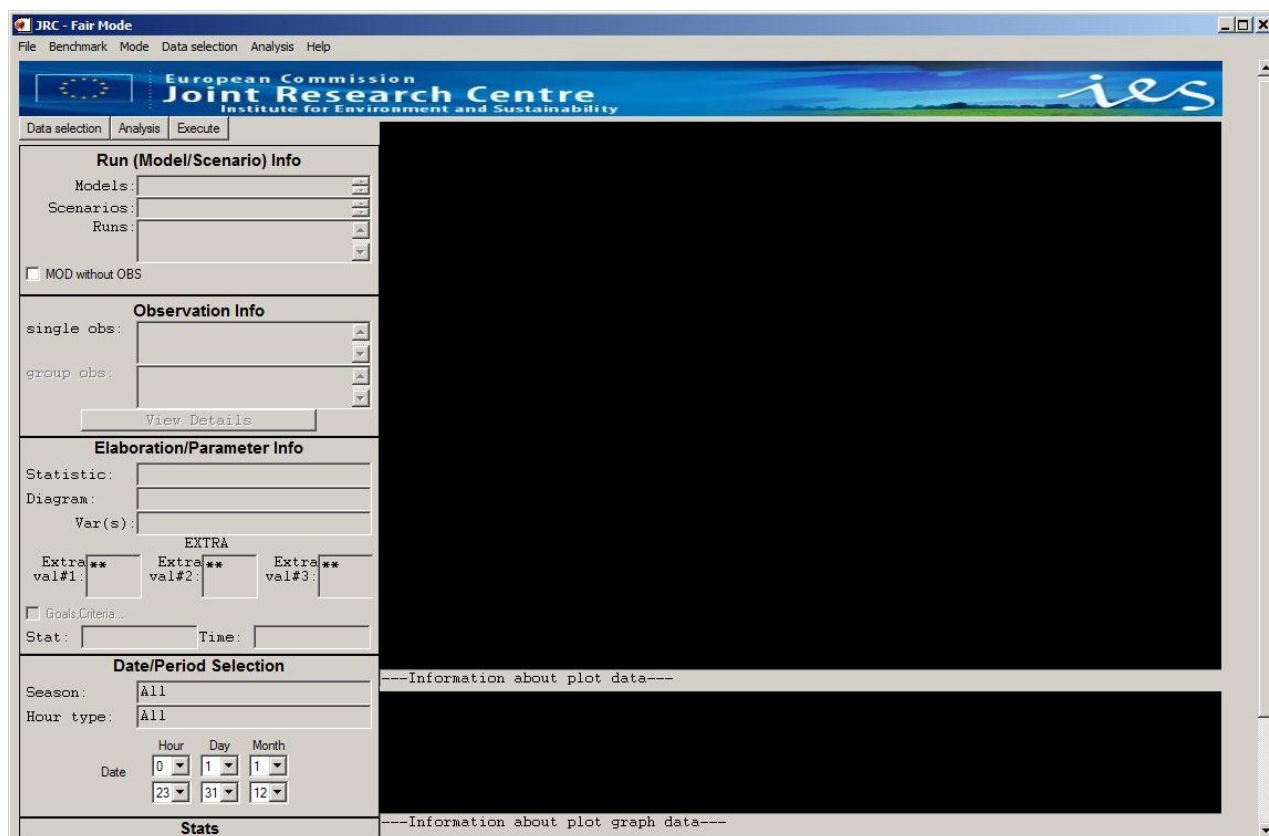 JRC - Fair Mode
File Benchmark Mode Data selection Analysis Help
European Commission
Joint Research Centre
Institute for Environment and Sustainability
ies
Data selection Analysis Execute
Run (Model/Scenario) Info
Models:
Scenarios:
Runs:
MOD without OBS
Observation Info
single obs:
group obs:
View Details
Elaboration/Parameter Info
Statistic:
Diagram:
Var(s):
EXTRA
Extra val#1: ** Extra val#2: ** Extra val#3: **
Goals,Criteria...
Stat: Time:
Date/Period Selection
Season: All
Hour type: All
Hour Day Month
Date 0 1 1
23 31 12
Stats
---Information about plot data---
---Information about plot graph data---